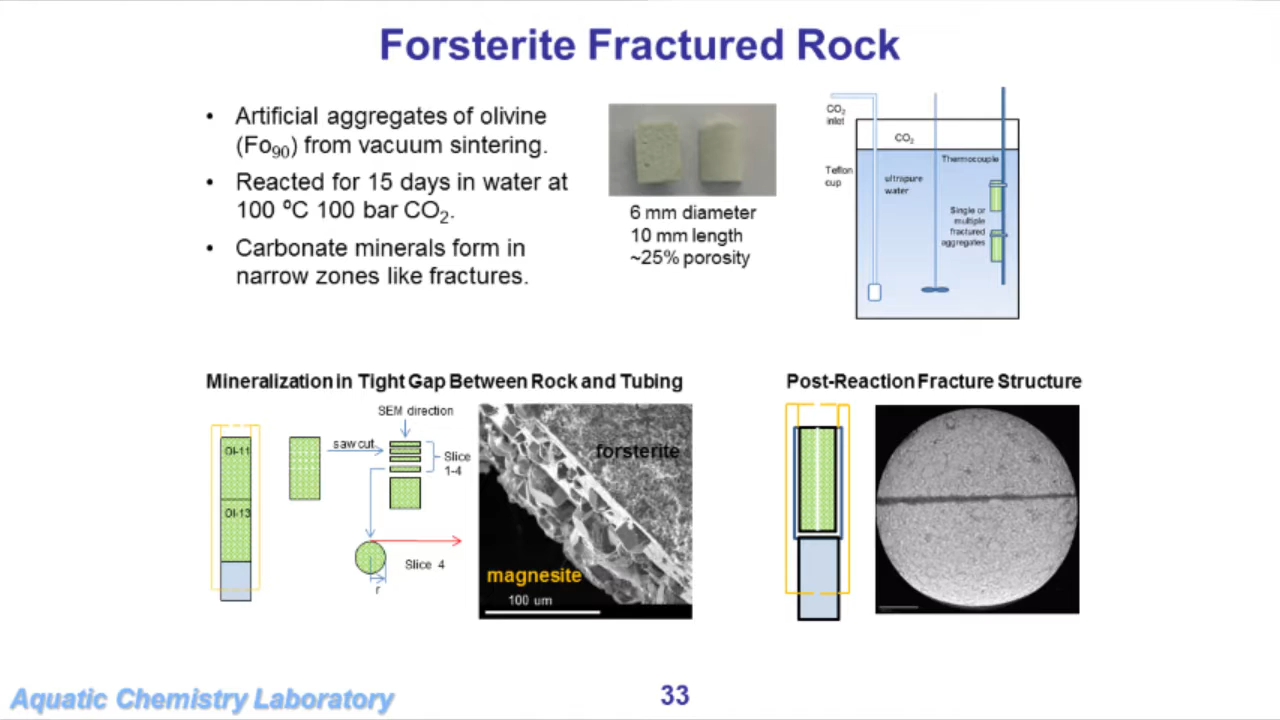 Forsterite Fractured Rock
• Artificial aggregates of olivine
(Fo₉₀) from vacuum sintering.
• Reacted for 15 days in water at
100 ºC 100 bar CO₂.
• Carbonate minerals form in
narrow zones like fractures.
6 mm diameter
10 mm length
~25% porosity
CO₂
inlet
CO₂
Thermocouple
Teflon
cup
ultrapure
water
Single or
multiple
fractured
aggregates
Mineralization in Tight Gap Between Rock and Tubing
SEM direction
Ol-11
saw cut
Slice
1-4
Ol-13
Slice 4
r
forsterite
magnesite
100 um
Post-Reaction Fracture Structure
Aquatic Chemistry Laboratory
33